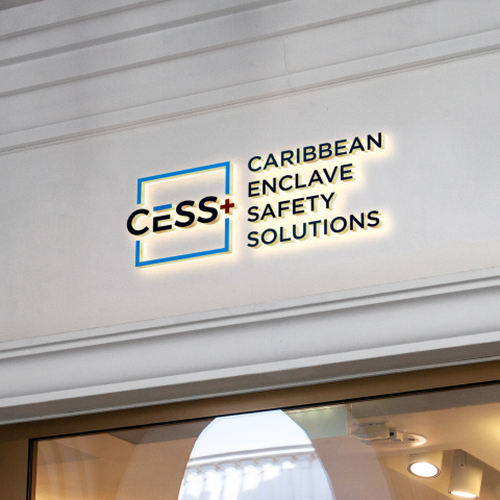 CESS+
CARIBBEAN
ENCLAVE
SAFETY
SOLUTIONS